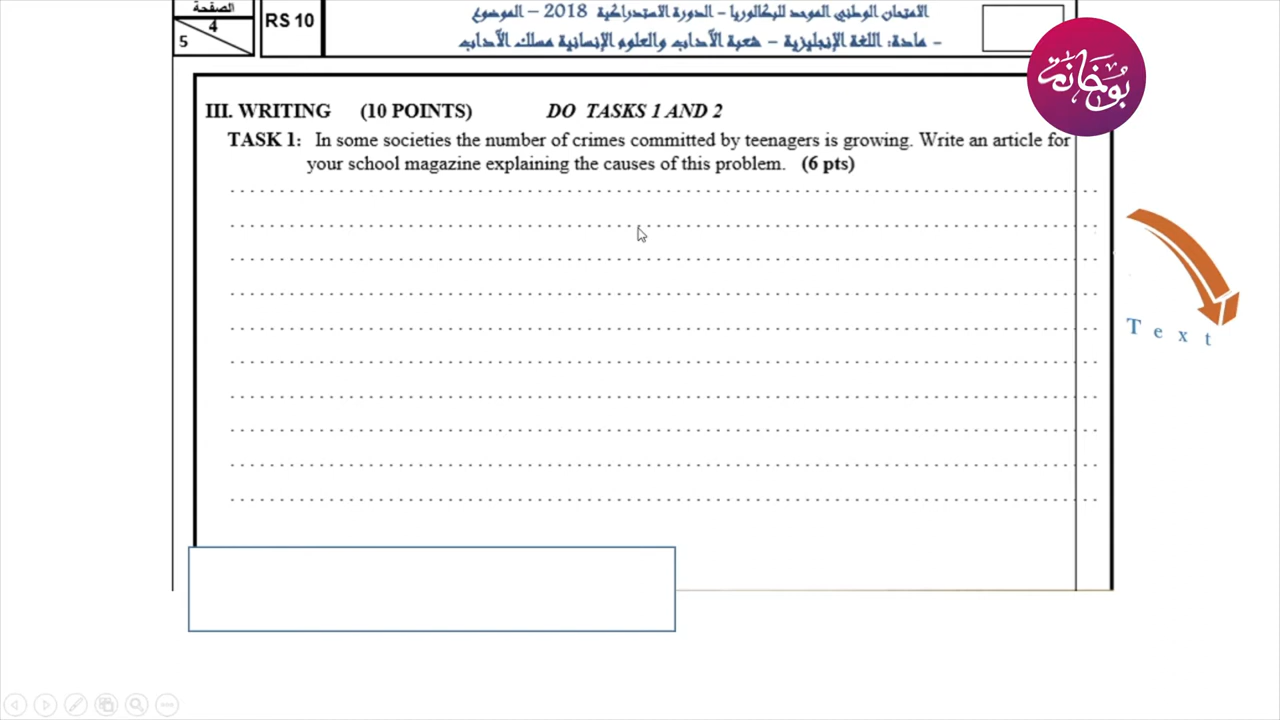 الصفحة
4
5
RS 10
الامتحان الوطني الموحد للبكالوريا – الدورة الاستدراكية 2018 – الموضوع
– مادة: اللغة الإنجليزية – شعبة الآداب والعلوم الإنسانية مسلك الآداب
بوخانة
III. WRITING (10 POINTS) DO TASKS 1 AND 2
TASK 1: In some societies the number of crimes committed by teenagers is growing. Write an article for
your school magazine explaining the causes of this problem. (6 pts)
Text